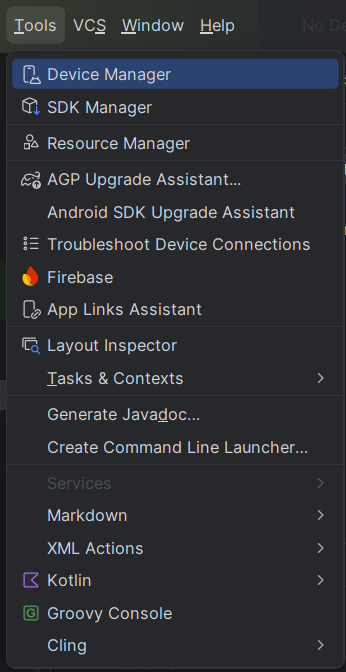 Tools VCS Window Help No De
Device Manager
SDK Manager
Resource Manager
AGP Upgrade Assistant...
Android SDK Upgrade Assistant
Troubleshoot Device Connections
Firebase
App Links Assistant
Layout Inspector
Tasks & Contexts
Generate Javadoc...
Create Command Line Launcher...
Services
Markdown
XML Actions
Kotlin
G Groovy Console
Cling